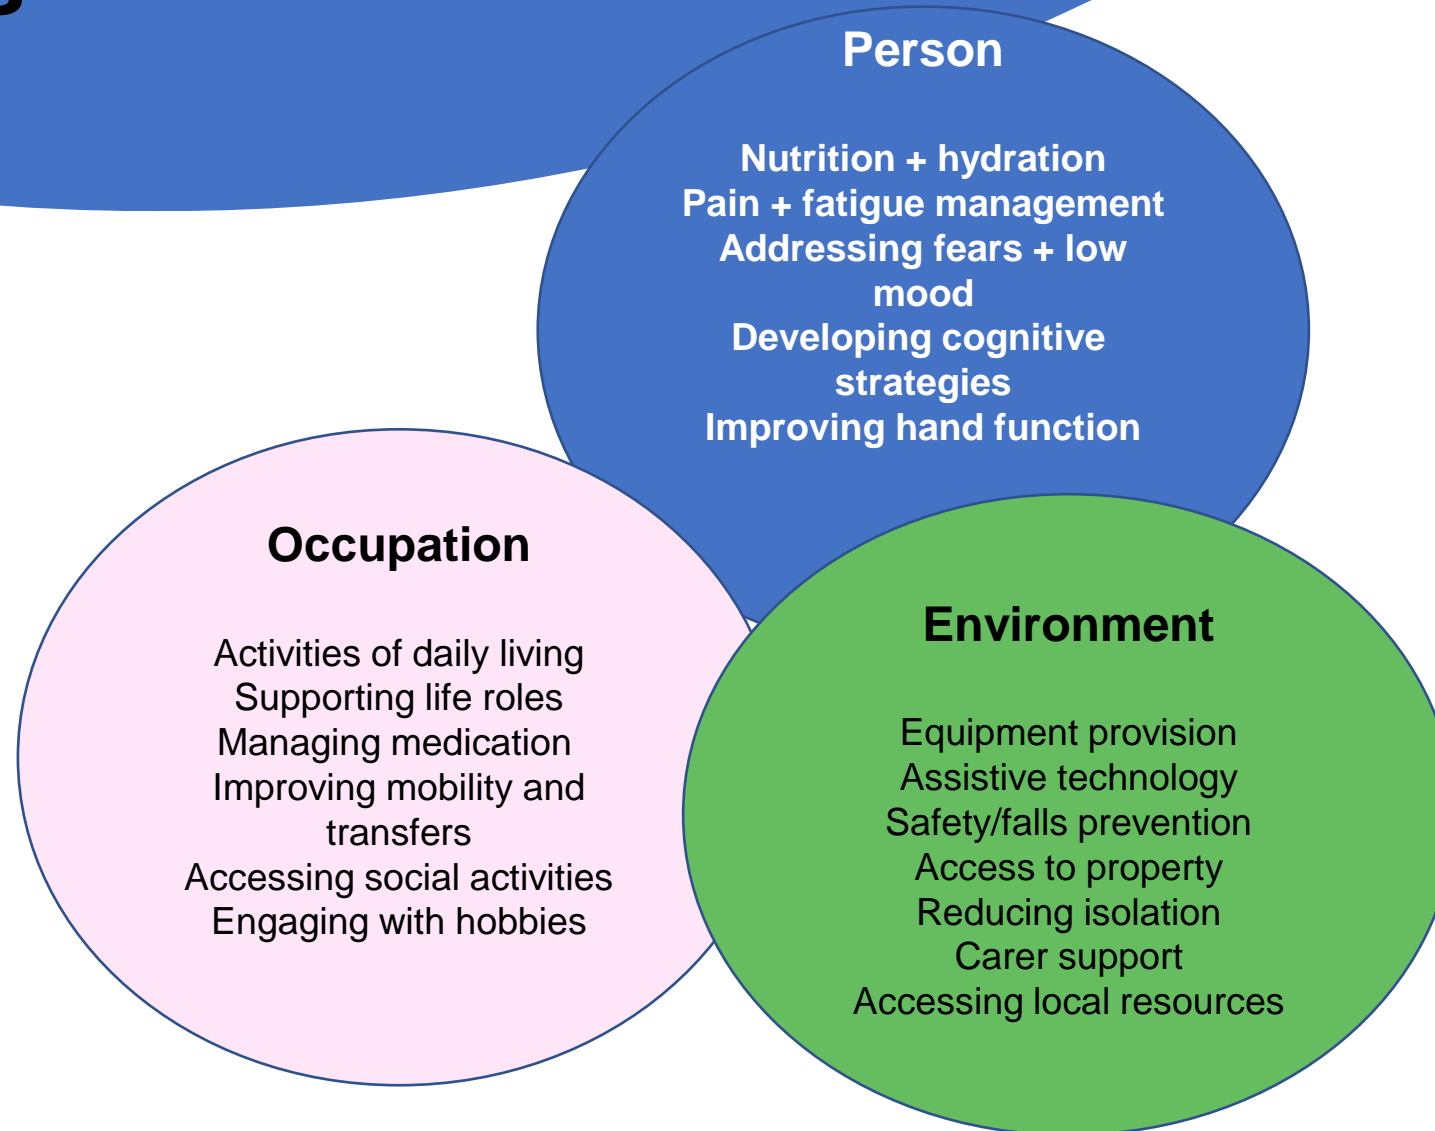 Person
Nutrition + hydration
Pain + fatigue management
Addressing fears + low
mood
Developing cognitive
strategies
Improving hand function
Occupation
Activities of daily living
Supporting life roles
Managing medication
Improving mobility and
transfers
Accessing social activities
Engaging with hobbies
Environment
Equipment provision
Assistive technology
Safety/falls prevention
Access to property
Reducing isolation
Carer support
Accessing local resources